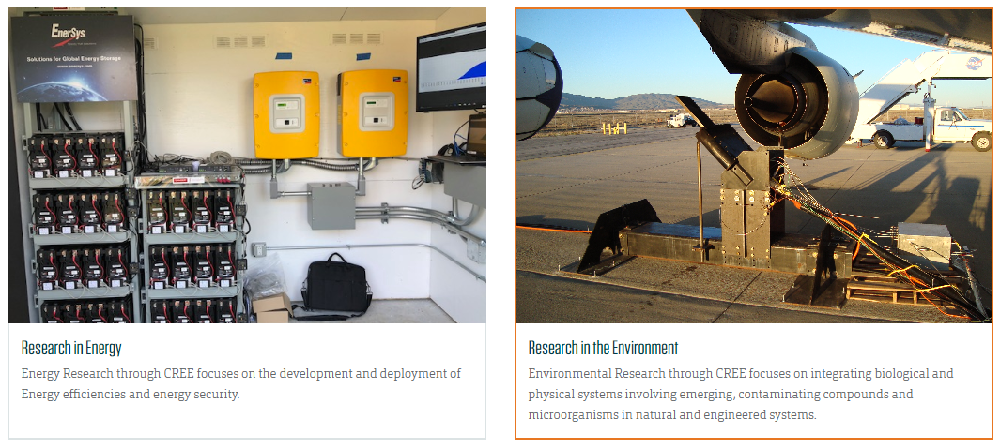 EnerSys
Solutions for Global Energy Storage
www.enersys.com
NASA
Research in Energy
Energy Research through CREE focuses on the development and deployment of
Energy efficiencies and energy security.
Research in the Environment
Environmental Research through CREE focuses on integrating biological and
physical systems involving emerging, contaminating compounds and
microorganisms in natural and engineered systems.